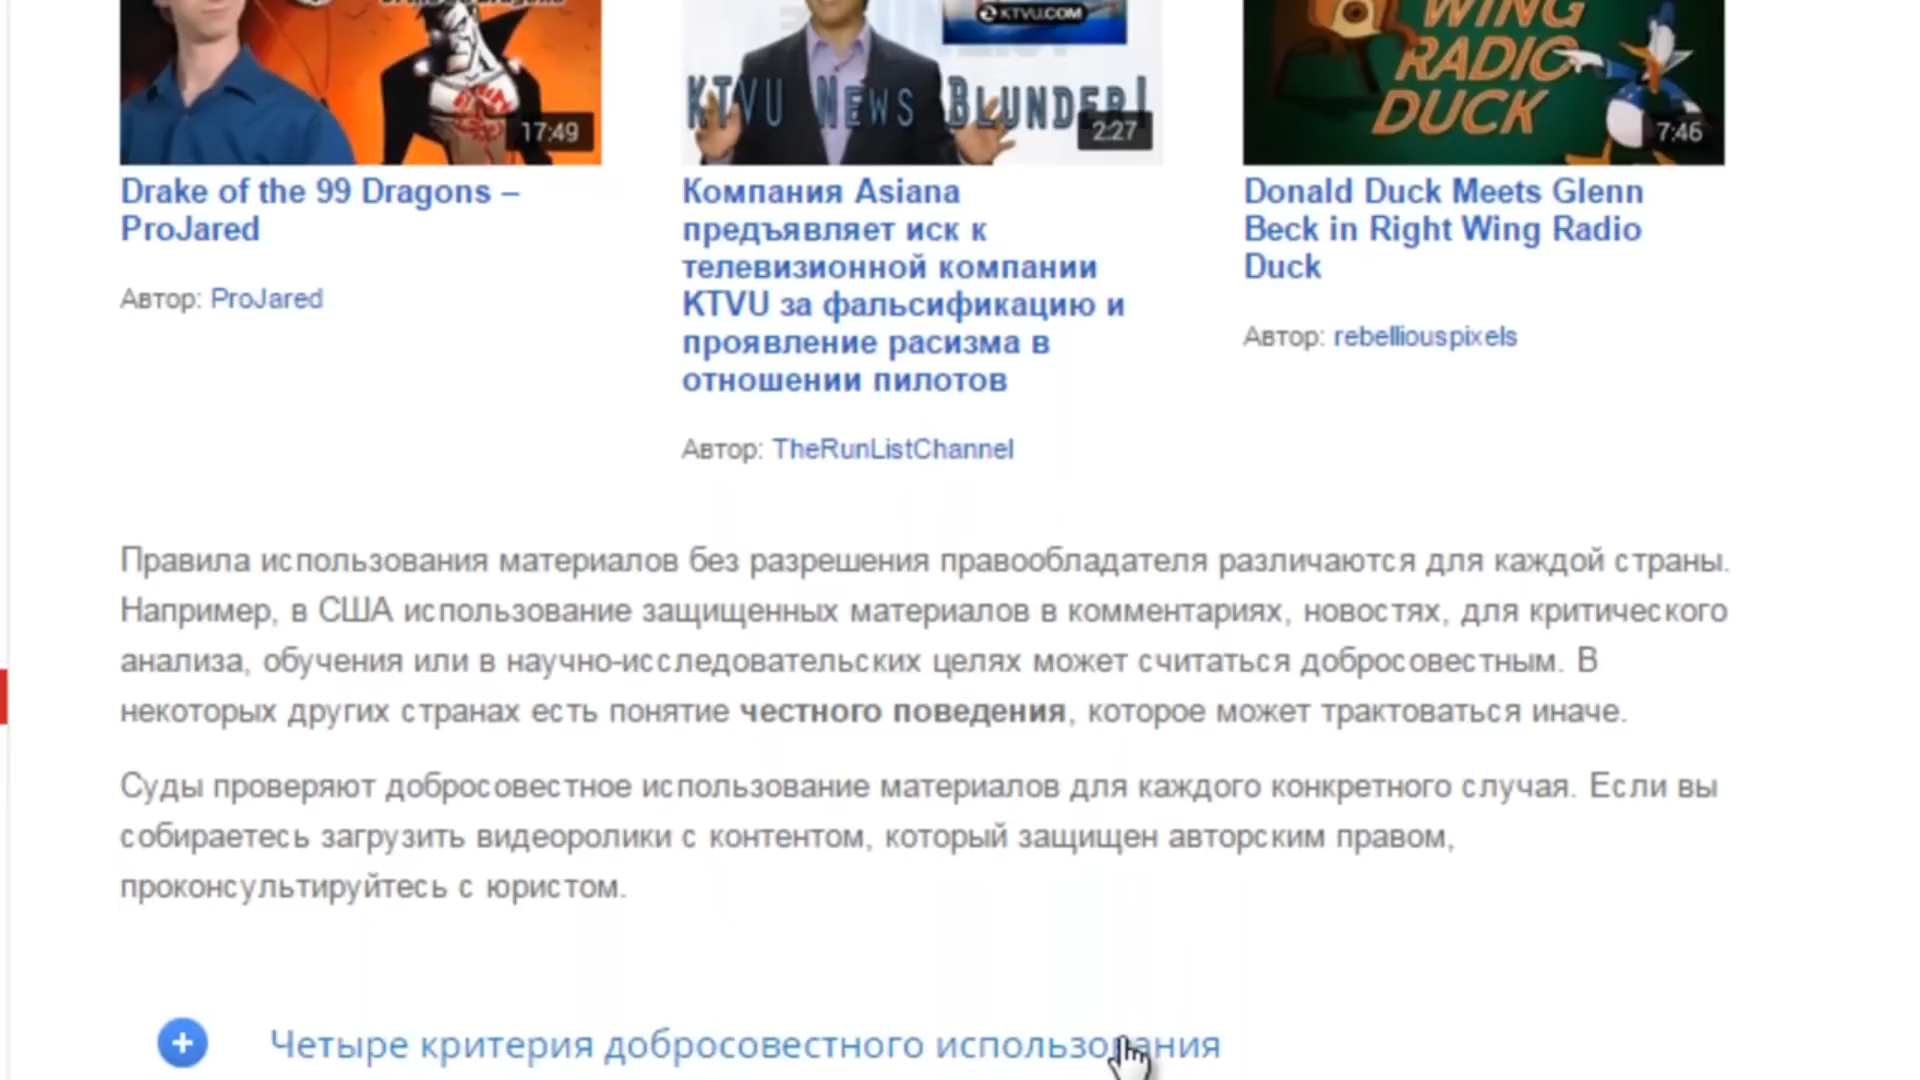 WING
RADIO
DUCK
KTVU.COM
KTVU NEWS BLUNDER!
17:49
2:27
7:46
Drake of the 99 Dragons –
ProJared
Автор: ProJared
Компания Asiana
предъявляет иск к
телевизионной компании
KTVU за фальсификацию и
проявление расизма в
отношении пилотов
Автор: TheRunListChannel
Donald Duck Meets Glenn
Beck in Right Wing Radio
Duck
Автор: rebelliouspixels
Правила использования материалов без разрешения правообладателя различаются для каждой страны.
Например, в США использование защищенных материалов в комментариях, новостях, для критического
анализа, обучения или в научно-исследовательских целях может считаться добросовестным. В
некоторых других странах есть понятие честного поведения, которое может трактоваться иначе.
Суды проверяют добросовестное использование материалов для каждого конкретного случая. Если вы
собираетесь загрузить видеоролики с контентом, который защищен авторским правом,
проконсультируйтесь с юристом.
Четыре критерия добросовестного использования